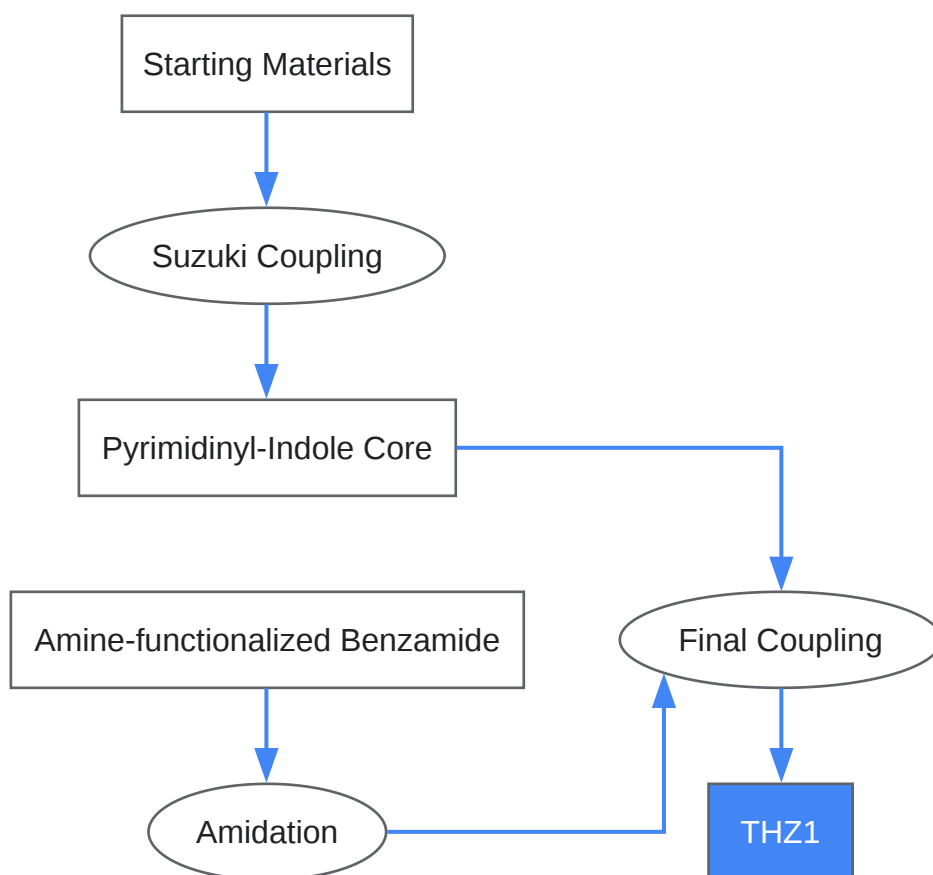 Starting Materials
Suzuki Coupling
Pyrimidinyl-Indole Core
Amine-functionalized Benzamide
Final Coupling
Amidation
THZ1